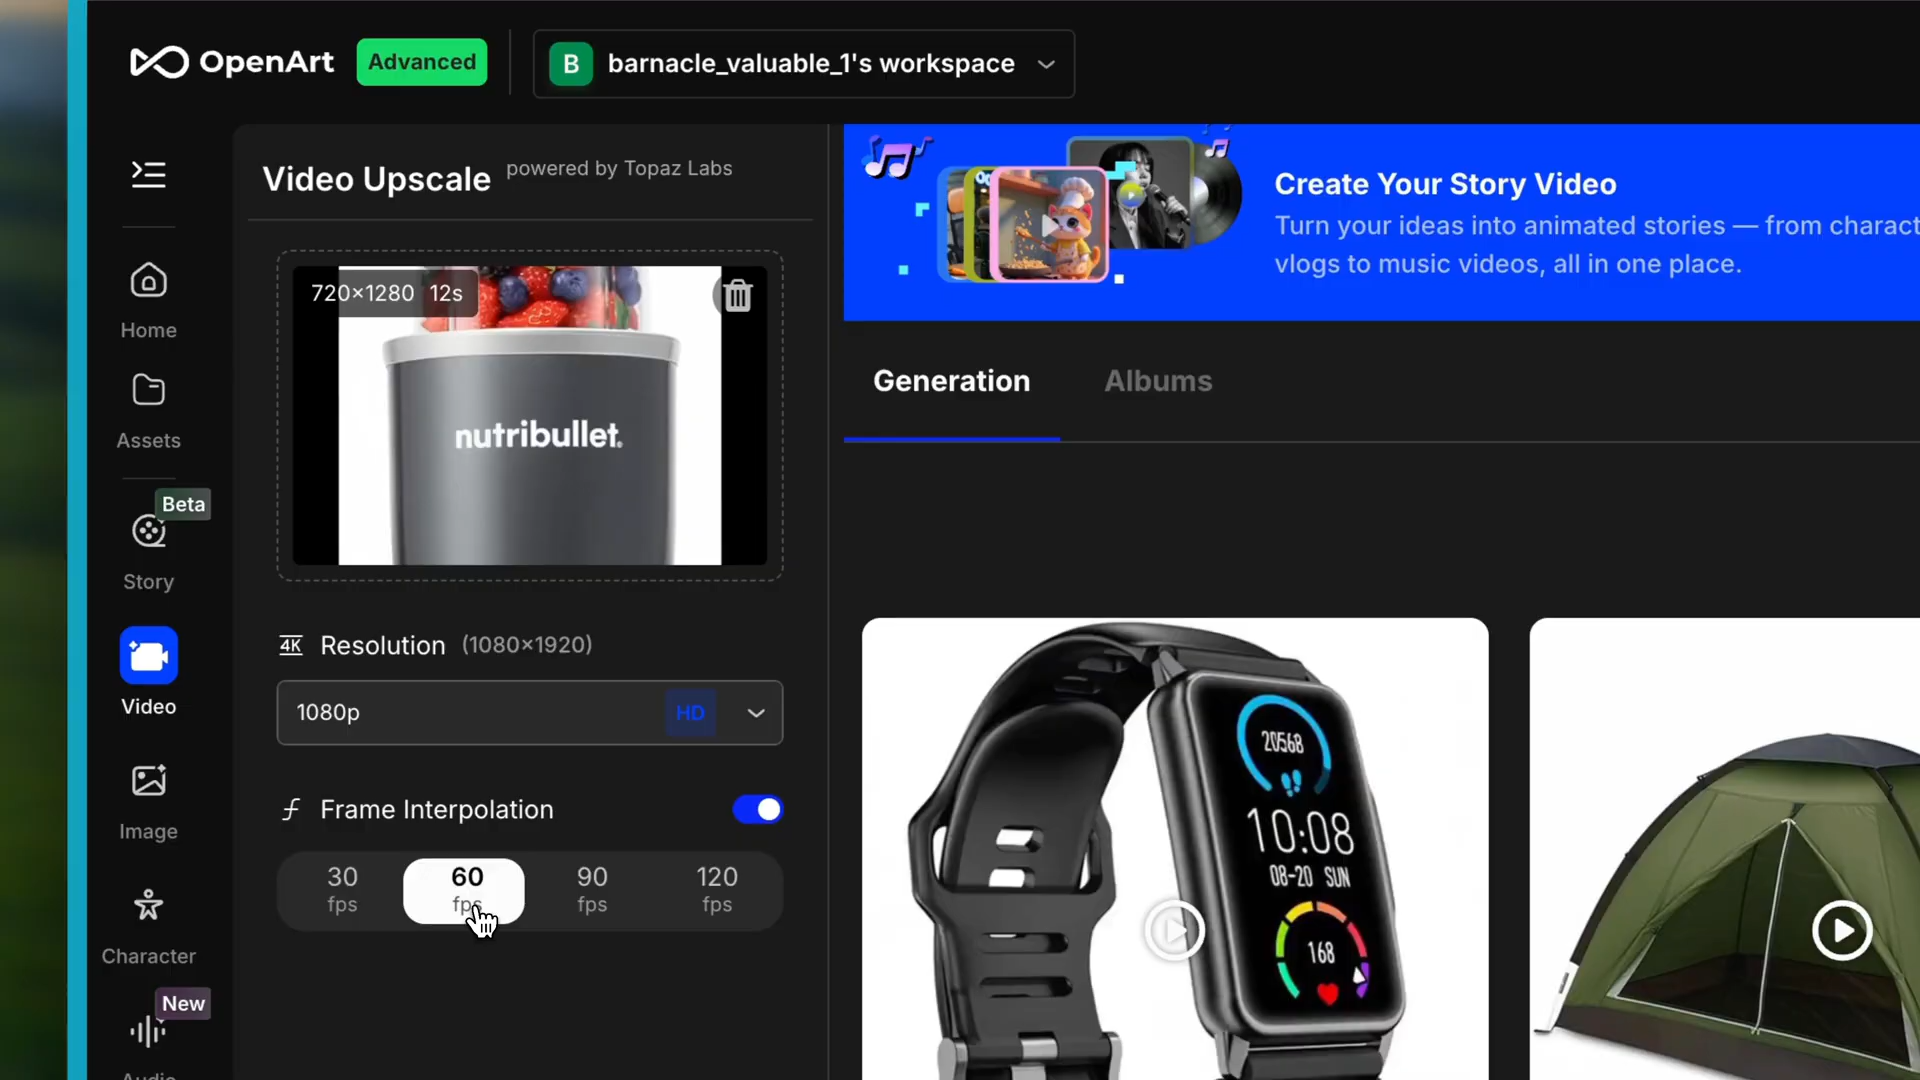 OpenArt
Advanced
B
barnacle_valuable_1's workspace
Home
Assets
Beta
Story
Video
Image
Character
New
Video Upscale
powered by Topaz Labs
720×1280 12s
nutribullet.
4K Resolution (1080×1920)
1080p
HD
Frame Interpolation
30 fps
60 fps
90 fps
120 fps
Create Your Story Video
Turn your ideas into animated stories — from charact
vlogs to music videos, all in one place.
Generation
Albums
20568
10:08
08-20 SUN
168